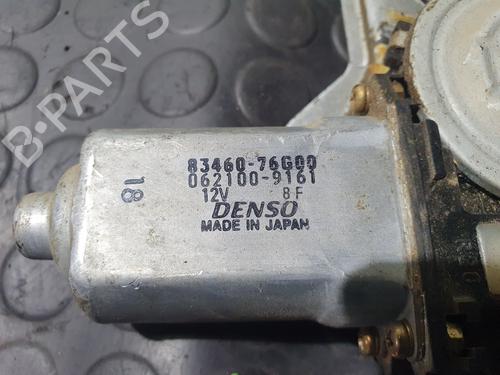 B-PARTS
83460-76G00
062100-9161
12V 8F
DENSO
MADE IN JAPAN
18